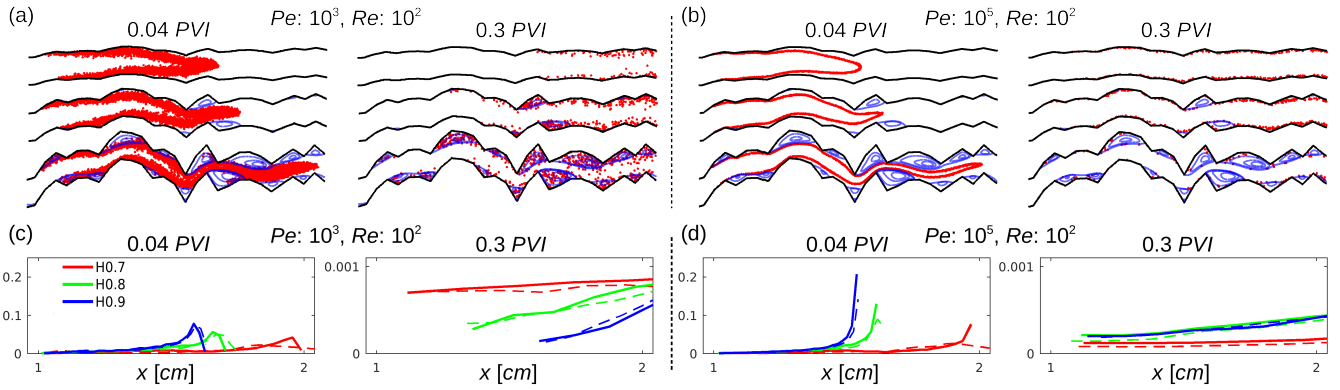 (a) Pe: 10³, Re: 10²
0.04 PVI 0.3 PVI
(b) Pe: 10⁵, Re: 10²
0.04 PVI 0.3 PVI
(c) Pe: 10³, Re: 10²
0.04 PVI 0.3 PVI
H0.7
H0.8
H0.9
0.2
0.1
0
1 2
x [cm]
0.001
0
1 2
x [cm]
(d) Pe: 10⁵, Re: 10²
0.04 PVI 0.3 PVI
0.2
0.1
0
1 2
x [cm]
0.001
0
1 2
x [cm]